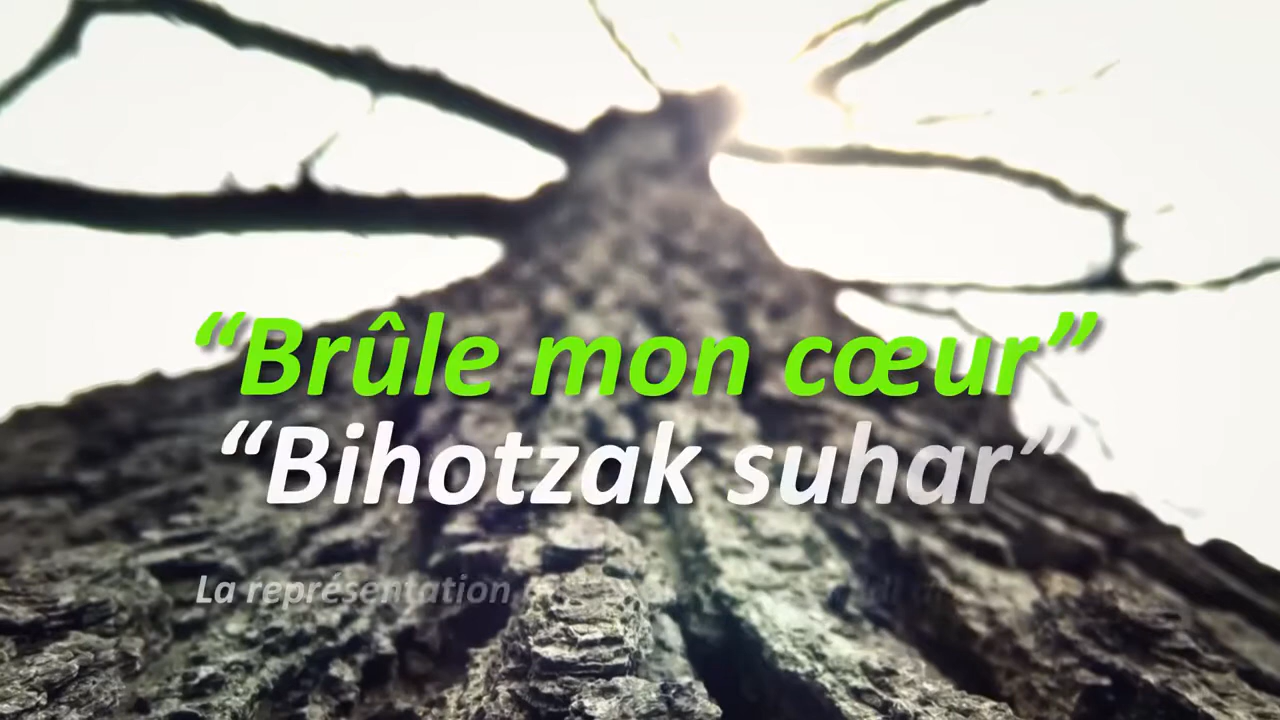 “Brûle mon cœur”
“Bihotzak suhar”
La représentation